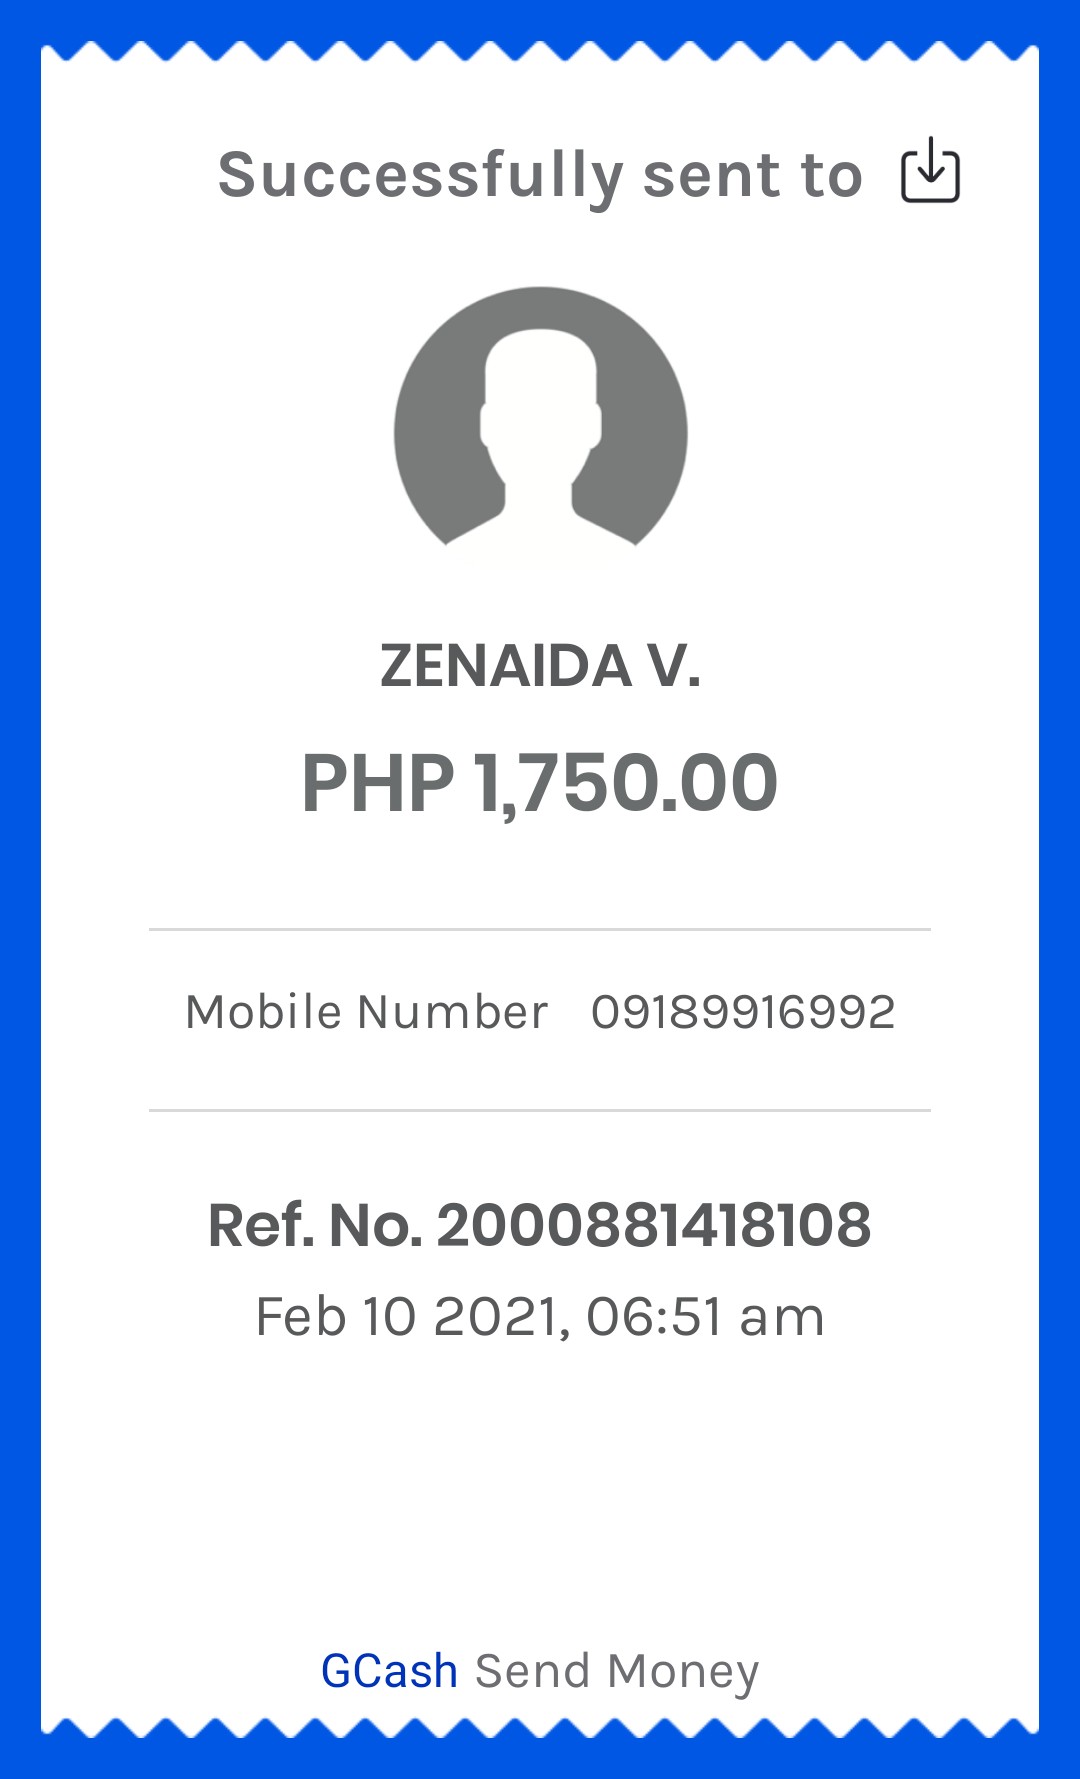 Successfully sent to
ZENAIDA V.
PHP 1,750.00
Mobile Number 09189916992
Ref. No. 2000881418108
Feb 10 2021, 06:51 am
GCash Send Money